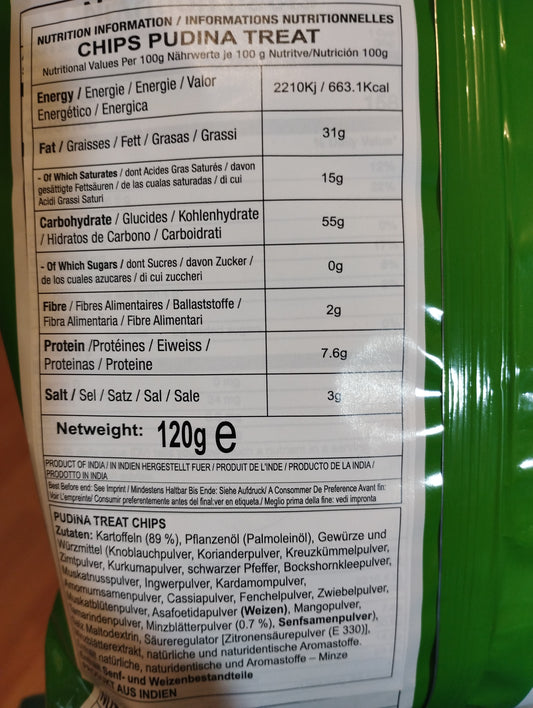 NUTRITION INFORMATION / INFORMATIONS NUTRITIONNELLES
CHIPS PUDINA TREAT
Nutritional Values Per 100g Nährwerte je 100 g Nutritve/Nutrición 100g
Energy / Energie / Energie / Valor
Energético / Energica
2210Kj / 663.1Kcal
Fat / Graisses / Fett / Grasas / Grassi
31g
- Of Which Saturates / dont Acides Gras Saturés / davon
gesättigte Fettsäuren / de las cualas saturadas / di cui
Acidi Grassi Saturi
15g
Carbohydrate / Glucides / Kohlenhydrate
/ Hidratos de Carbono / Carboidrati
55g
- Of Which Sugars / dont Sucres / davon Zucker /
de los cuales azucares / di cui zuccheri
0g
Fibre / Fibres Alimentaires / Ballaststoffe /
Fibra Alimentaria / Fibre Alimentari
2g
Protein /Protéines / Eiweiss /
Proteinas / Proteine
7.6g
Salt / Sel / Satz / Sal / Sale
3g
Netweight: 120g e
PRODUCT OF INDIA / IN INDIEN HERGESTELLT FUER / PRODUIT DE L'INDE / PRODUCTO DE LA INDIA /
PRODOTTO IN INDIA
Best Before end: See Imprint / Mindestens Haltbar Bis Ende: Siehe Aufdruck/ A Consommer De Preference Avant fin:
Voir L'empreinte/ Consumir preferentemente antes del final:ver en etiqueta./ Meglio prima della fine: vedi impronta
PUDINA TREAT CHIPS
Zutaten: Kartoffeln (89 %), Pflanzenöl (Palmoleinöl), Gewürze und
Würzmittel (Knoblauchpulver, Korianderpulver, Kreuzkümmelpulver,
Zimtpulver, Kurkumapulver, schwarzer Pfeffer, Bockshornkleepulver,
Muskatnusspulver, Ingwerpulver, Kardamompulver,
Amomumsamenpulver, Cassiapulver, Fenchelpulver, Zwiebelpulver,
Muskatblütenpulver, Asafoetidapulver (Weizen), Mangopulver,
Tamarindenpulver, Minzblätterpulver (0.7 %), Senfsamenpulver),
Salz Maltodextrin, Säureregulator [Zitronensäurepulver (E 330)],
Minzblätterextrakt, natürliche und naturidentische Aromastoffe.
natürliche, naturidentische und Aromastoffe – Minze
Senf- und Weizenbestandteile
AUS INDIEN